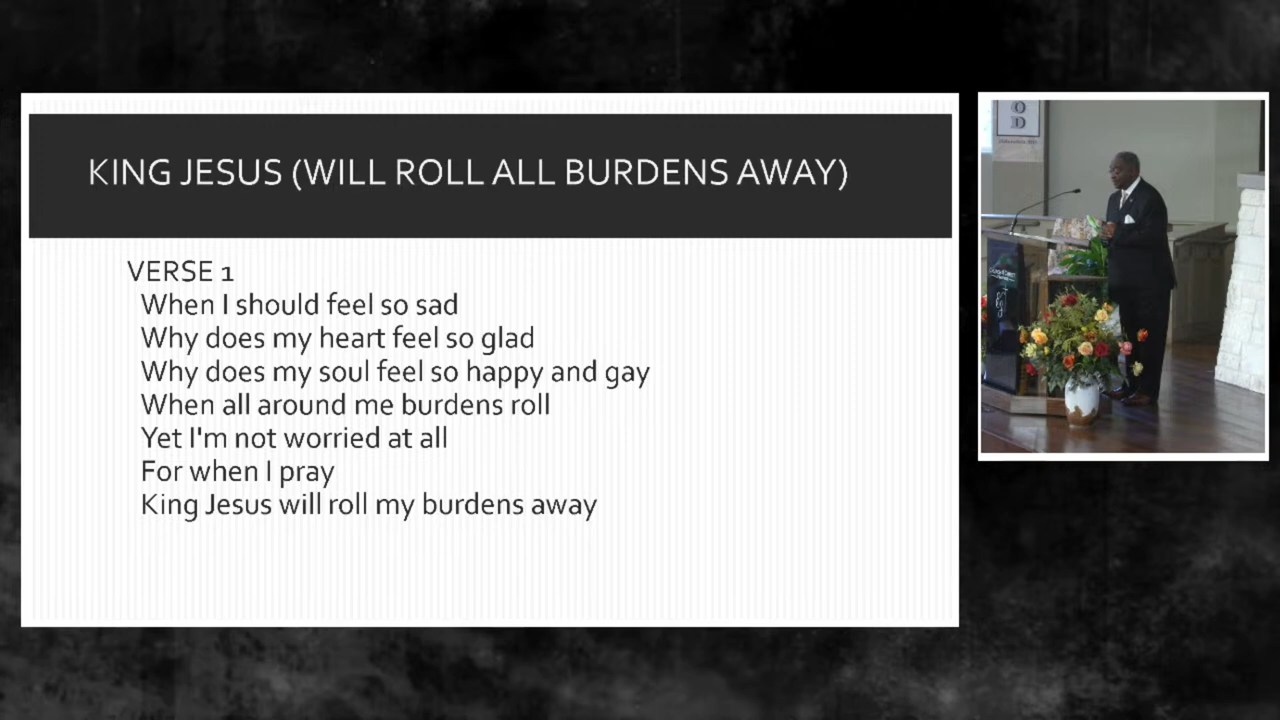 KING JESUS (WILL ROLL ALL BURDENS AWAY)
VERSE 1
When I should feel so sad
Why does my heart feel so glad
Why does my soul feel so happy and gay
When all around me burdens roll
Yet I'm not worried at all
For when I pray
King Jesus will roll my burdens away
OD